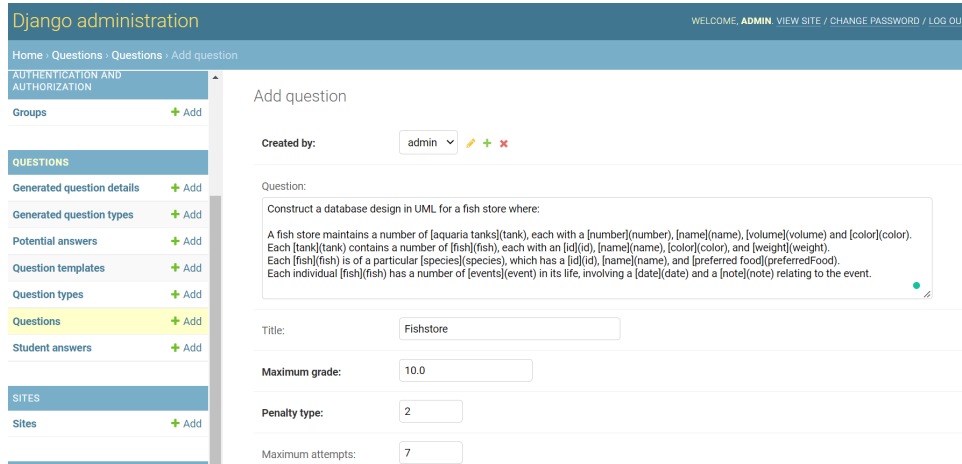 Django administration
WELCOME, ADMIN. VIEW SITE / CHANGE PASSWORD / LOG OU
Home › Questions › Questions › Add question
AUTHENTICATION AND
AUTHORIZATION
Groups + Add
QUESTIONS
Generated question details + Add
Generated question types + Add
Potential answers + Add
Question templates + Add
Question types + Add
Questions + Add
Student answers + Add
SITES
Sites + Add
Add question
Created by: admin
Question:
Construct a database design in UML for a fish store where:
A fish store maintains a number of [aquaria tanks](tank), each with a [number](number), [name](name), [volume](volume) and [color](color).
Each [tank](tank) contains a number of [fish](fish), each with an [id](id), [name](name), [color](color), and [weight](weight).
Each [fish](fish) is of a particular [species](species), which has a [id](id), [name](name), and [preferred food](preferredFood).
Each individual [fish](fish) has a number of [events](event) in its life, involving a [date](date) and a [note](note) relating to the event.
Title: Fishstore
Maximum grade: 10.0
Penalty type: 2
Maximum attempts: 7